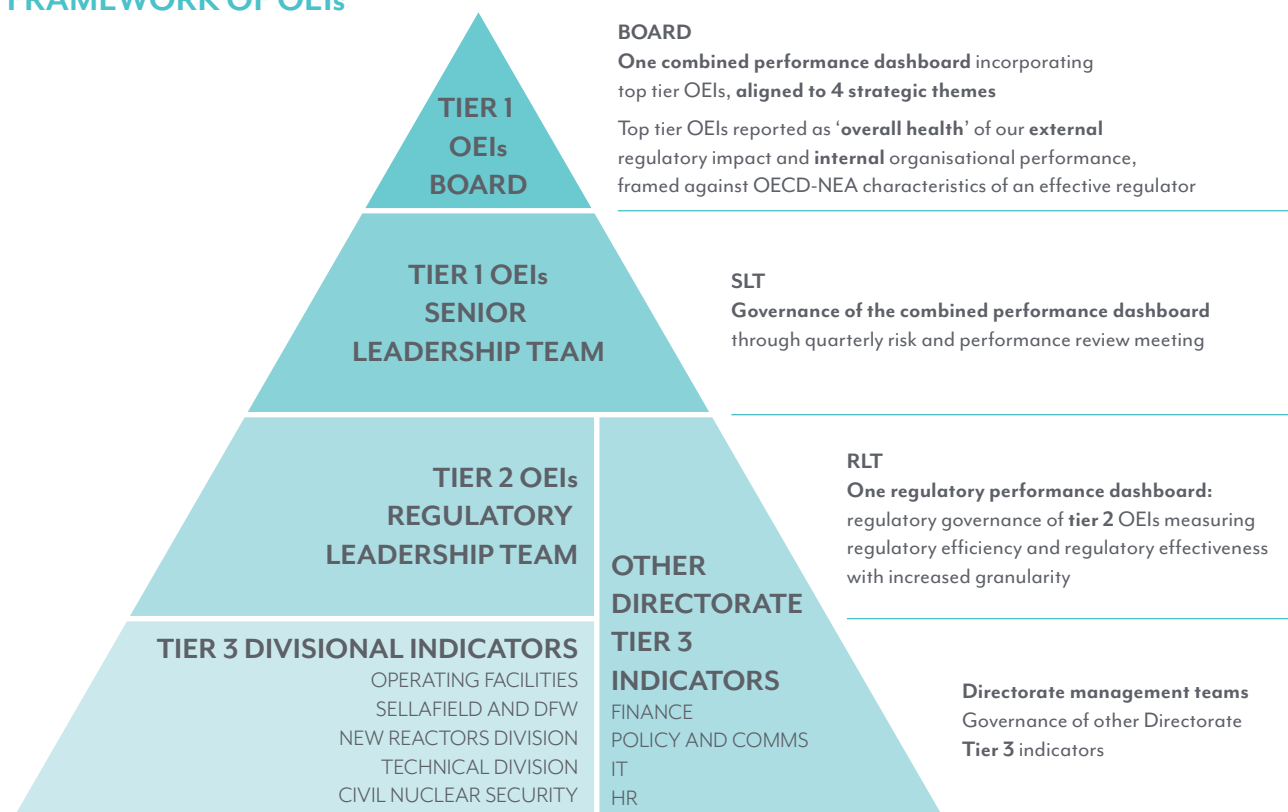 FRAMEWORK OF OEIs
TIER 1
OEIs
BOARD
BOARD
One combined performance dashboard incorporating
top tier OEIs, aligned to 4 strategic themes
Top tier OEIs reported as ‘overall health’ of our external
regulatory impact and internal organisational performance,
framed against OECD-NEA characteristics of an effective regulator
TIER 1 OEIs
SENIOR
LEADERSHIP TEAM
SLT
Governance of the combined performance dashboard
through quarterly risk and performance review meeting
TIER 2 OEIs
REGULATORY
LEADERSHIP TEAM
RLT
One regulatory performance dashboard:
regulatory governance of tier 2 OEIs measuring
regulatory efficiency and regulatory effectiveness
with increased granularity
TIER 3 DIVISIONAL INDICATORS
OPERATING FACILITIES
SELLAFIELD AND DFW
NEW REACTORS DIVISION
TECHNICAL DIVISION
CIVIL NUCLEAR SECURITY
OTHER
DIRECTORATE
TIER 3
INDICATORS
FINANCE
POLICY AND COMMS
IT
HR
Directorate management teams
Governance of other Directorate
Tier 3 indicators